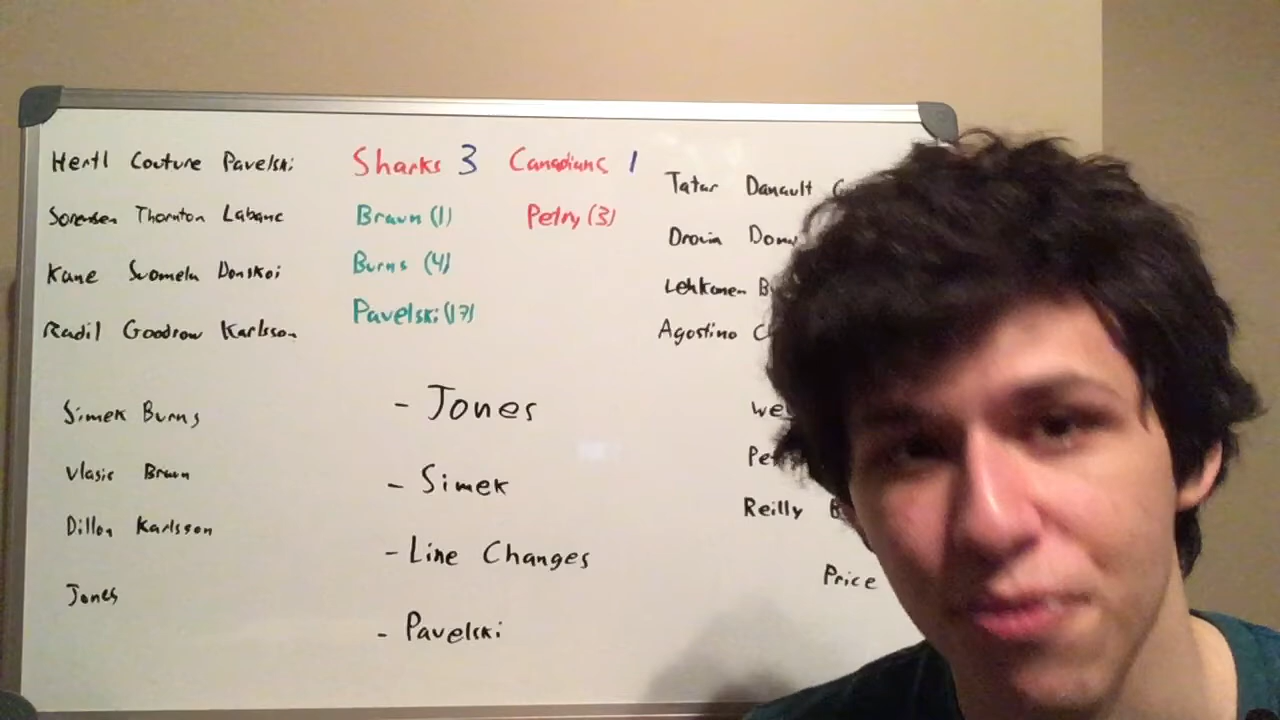 Hertl Couture Pavelski
Sorensen Thornton Labanc
Kane Suomela Donskoi
Radil Goodrow Karlsson
Simek Burns
Vlasic Braun
Dillon Karlsson
Jones
Sharks 3 Canadians 1
Braun (1) Petry (3)
Burns (4)
Pavelski (17)
- Jones
- Simek
- Line Changes
- Pavelski
Tatar Danault
Drouin
Lehkonen
Agostino
Reilly
Price